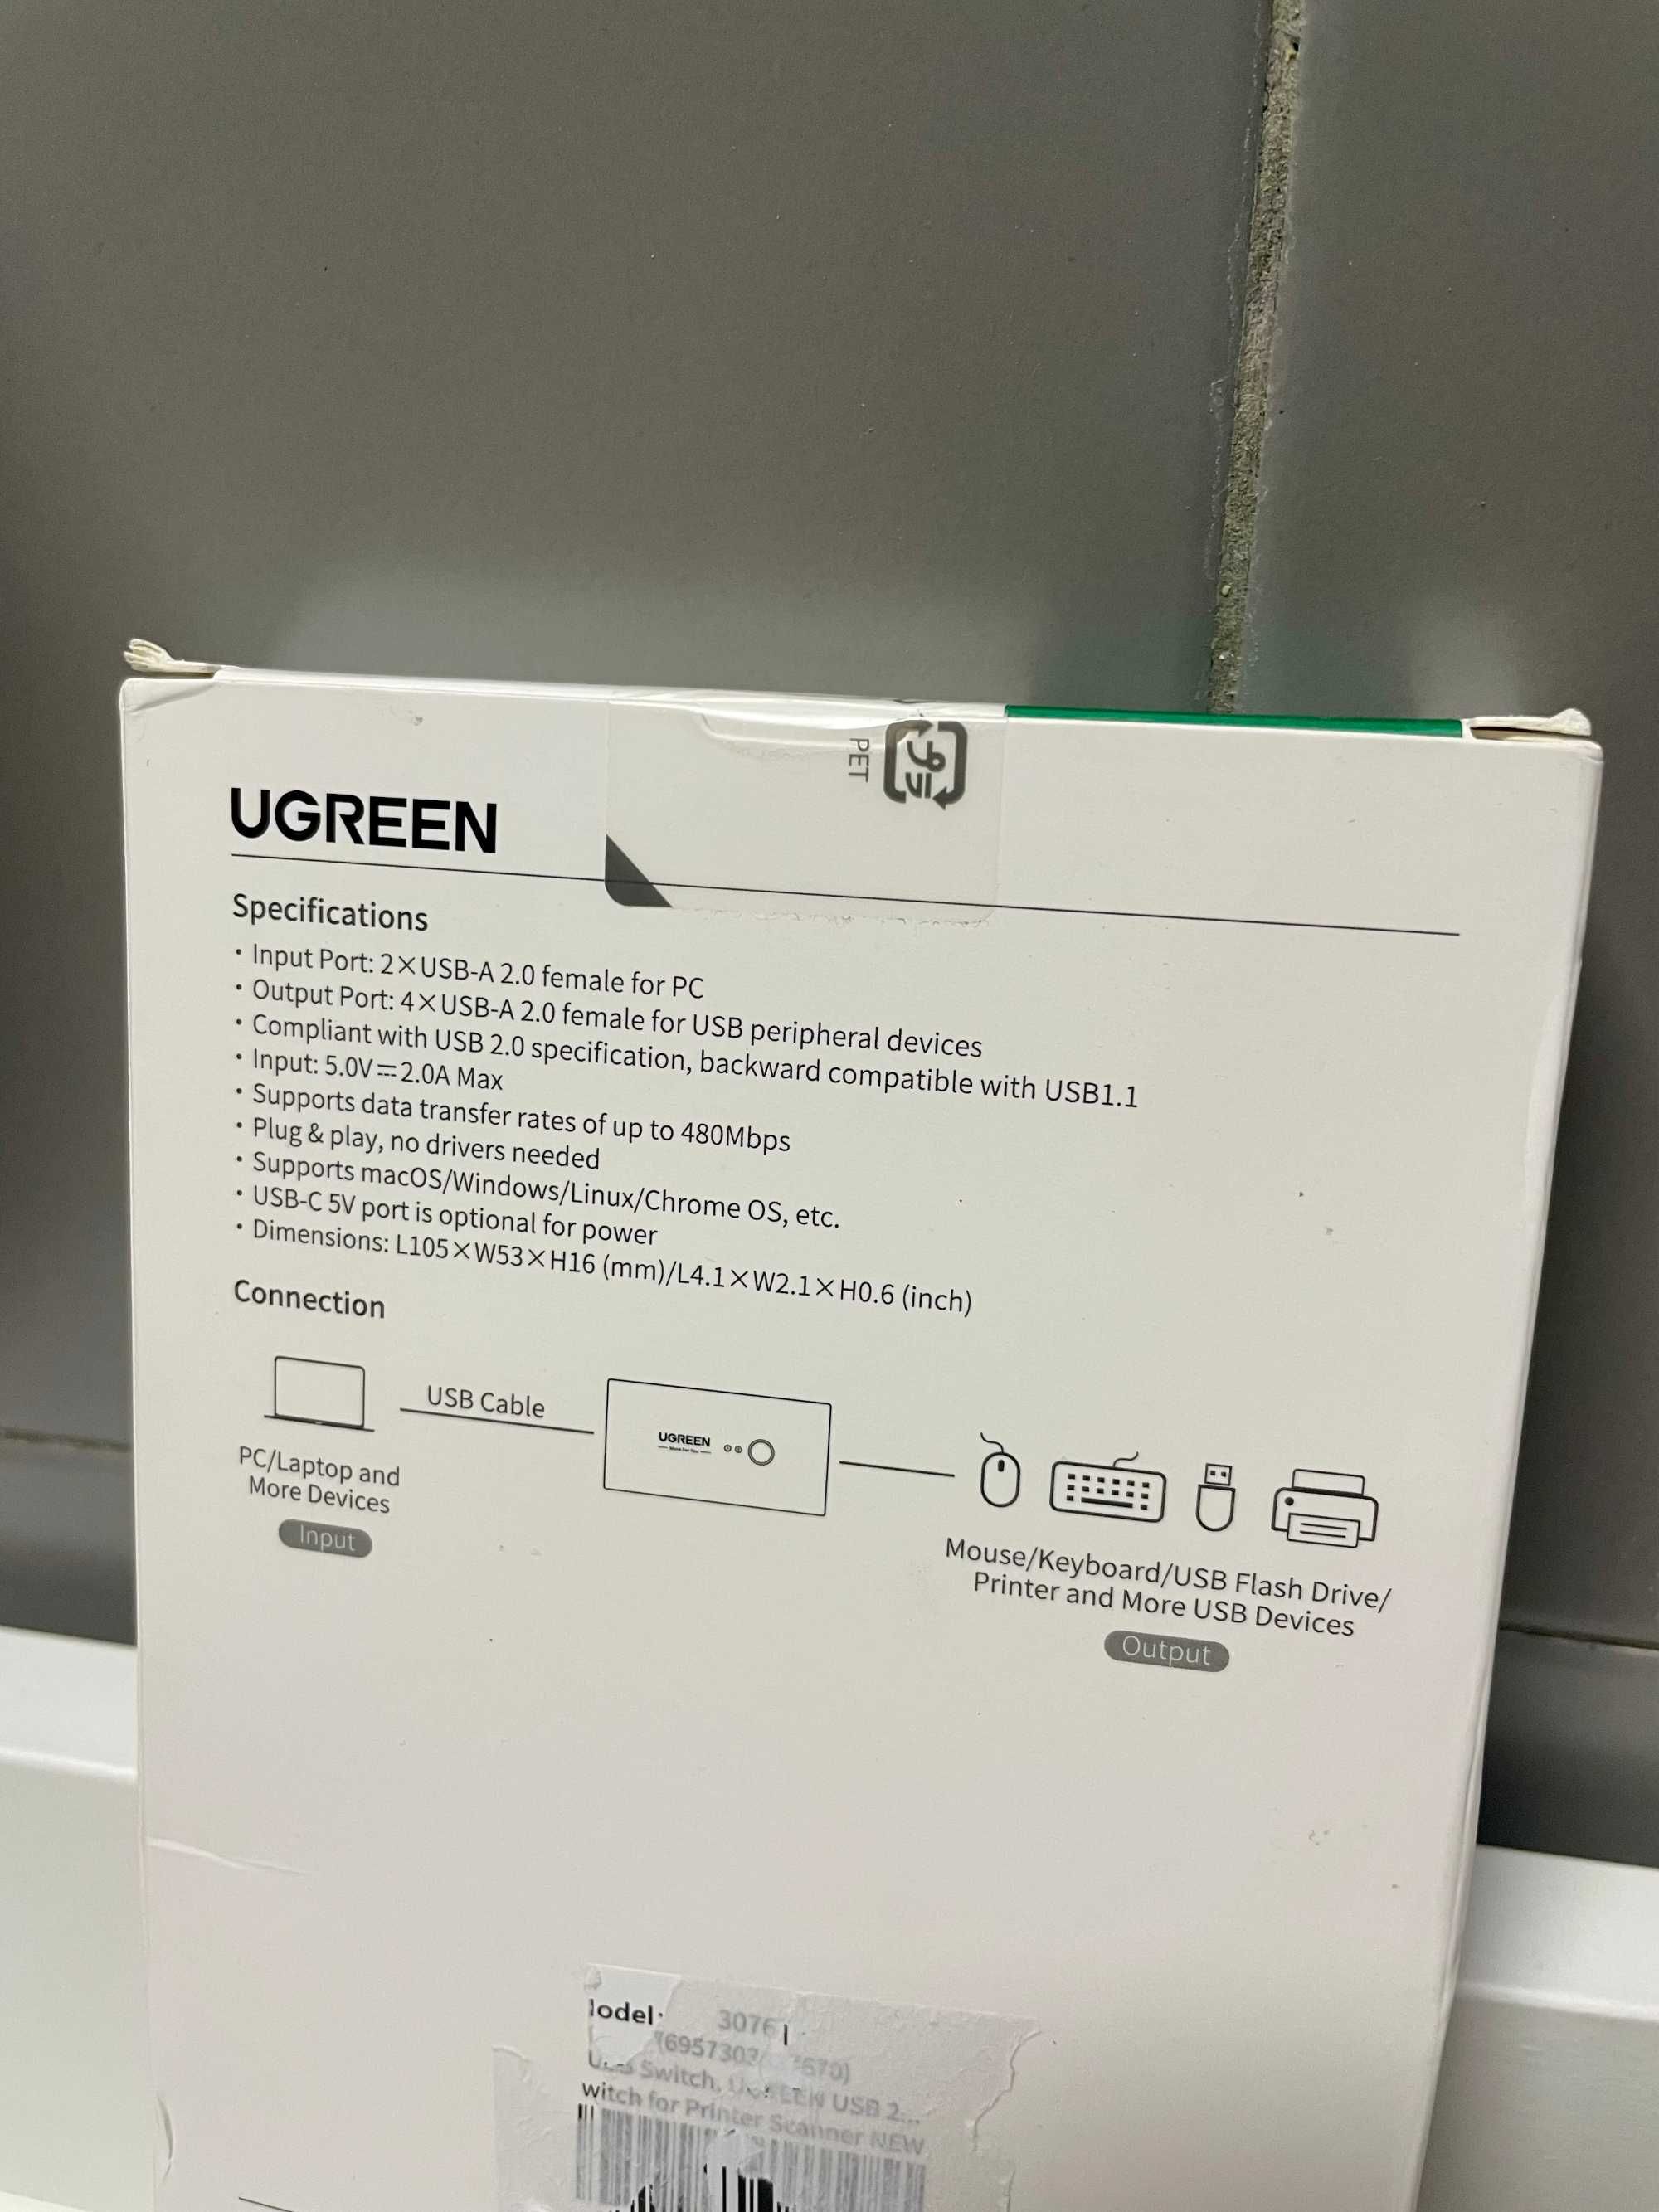 PET
UGREEN
Specifications
· Input Port: 2×USB-A 2.0 female for PC
· Output Port: 4×USB-A 2.0 female for USB peripheral devices
· Compliant with USB 2.0 specification, backward compatible with USB1.1
· Input: 5.0V⎓2.0A Max
· Supports data transfer rates of up to 480Mbps
· Plug & play, no drivers needed
· Supports macOS/Windows/Linux/Chrome OS, etc.
· USB-C 5V port is optional for power
· Dimensions: L105×W53×H16 (mm)/L4.1×W2.1×H0.6 (inch)
Connection
USB Cable
UGREEN
PC/Laptop and
More Devices
Input
Mouse/Keyboard/USB Flash Drive/
Printer and More USB Devices
Output
3076
Switch, USB 2...
witch for Printer Scanner NEW